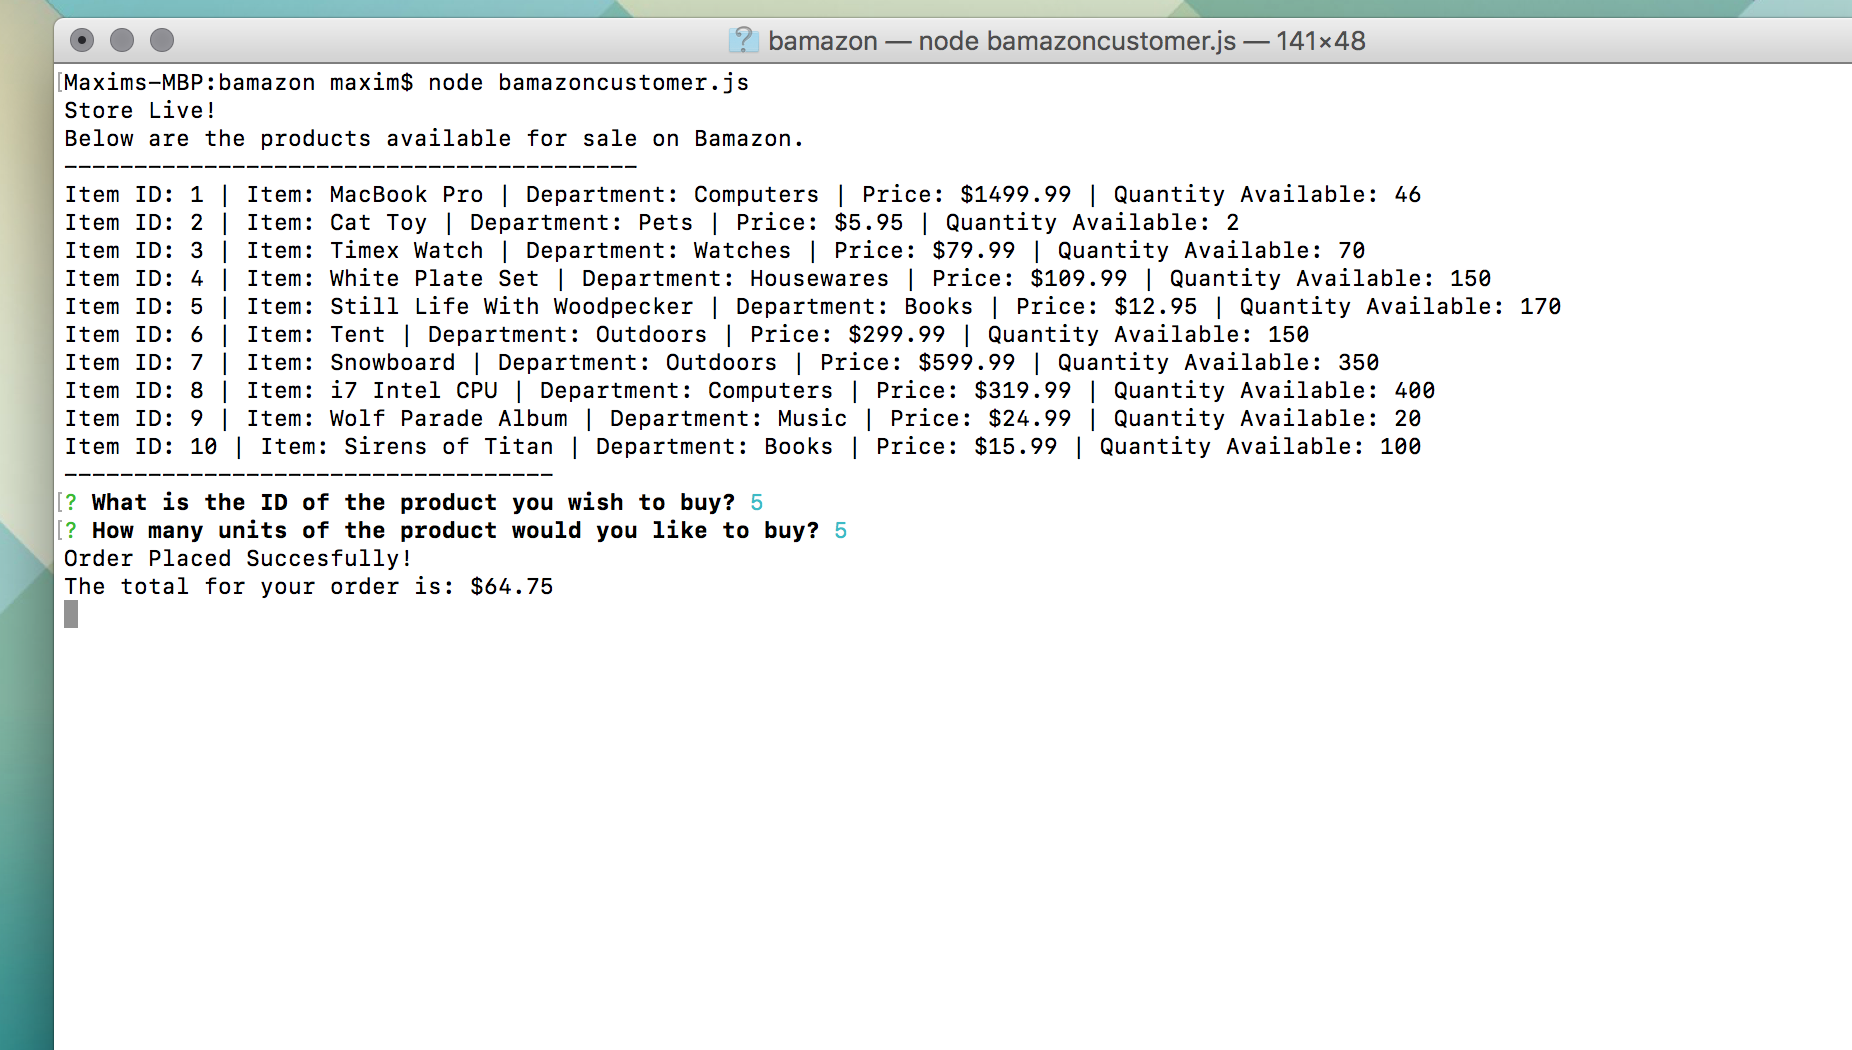 bamazon — node bamazoncustomer.js — 141×48
[Maxims-MBP:bamazon maxim$ node bamazoncustomer.js
Store Live!
Below are the products available for sale on Bamazon.
-----------------------------------------
Item ID: 1 | Item: MacBook Pro | Department: Computers | Price: $1499.99 | Quantity Available: 46
Item ID: 2 | Item: Cat Toy | Department: Pets | Price: $5.95 | Quantity Available: 2
Item ID: 3 | Item: Timex Watch | Department: Watches | Price: $79.99 | Quantity Available: 70
Item ID: 4 | Item: White Plate Set | Department: Housewares | Price: $109.99 | Quantity Available: 150
Item ID: 5 | Item: Still Life With Woodpecker | Department: Books | Price: $12.95 | Quantity Available: 170
Item ID: 6 | Item: Tent | Department: Outdoors | Price: $299.99 | Quantity Available: 150
Item ID: 7 | Item: Snowboard | Department: Outdoors | Price: $599.99 | Quantity Available: 350
Item ID: 8 | Item: i7 Intel CPU | Department: Computers | Price: $319.99 | Quantity Available: 400
Item ID: 9 | Item: Wolf Parade Album | Department: Music | Price: $24.99 | Quantity Available: 20
Item ID: 10 | Item: Sirens of Titan | Department: Books | Price: $15.99 | Quantity Available: 100
-----------------------------------
[? What is the ID of the product you wish to buy? 5
[? How many units of the product would you like to buy? 5
Order Placed Succesfully!
The total for your order is: $64.75